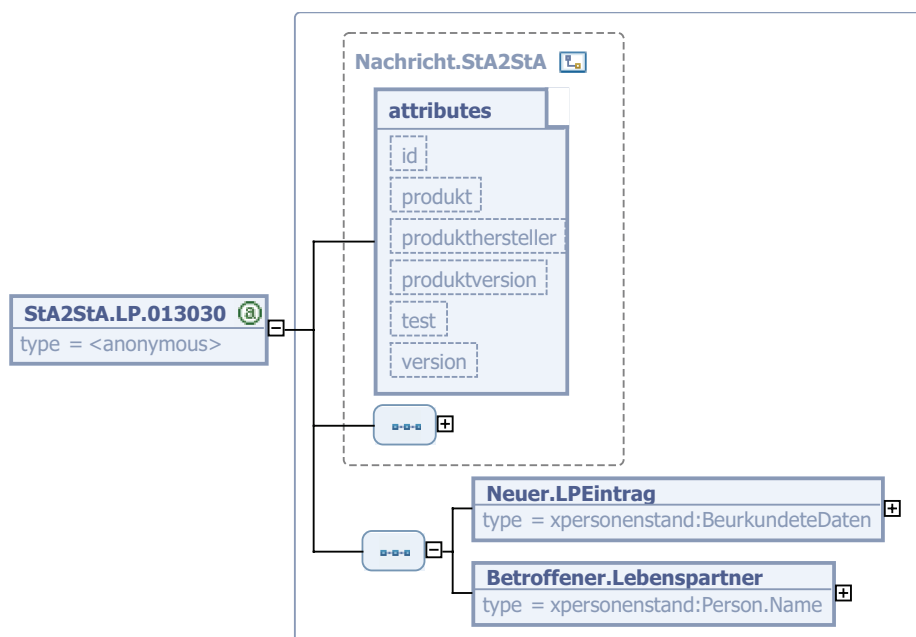 Nachricht.StA2StA
attributes
id
produkt
produkthersteller
produktversion
test
version
StA2StA.LP.013030 @
type = <anonymous>
Neuer.LPEintrag
type = xpersonenstand:BeurkundeteDaten
Betroffener.Lebenspartner
type = xpersonenstand:Person.Name